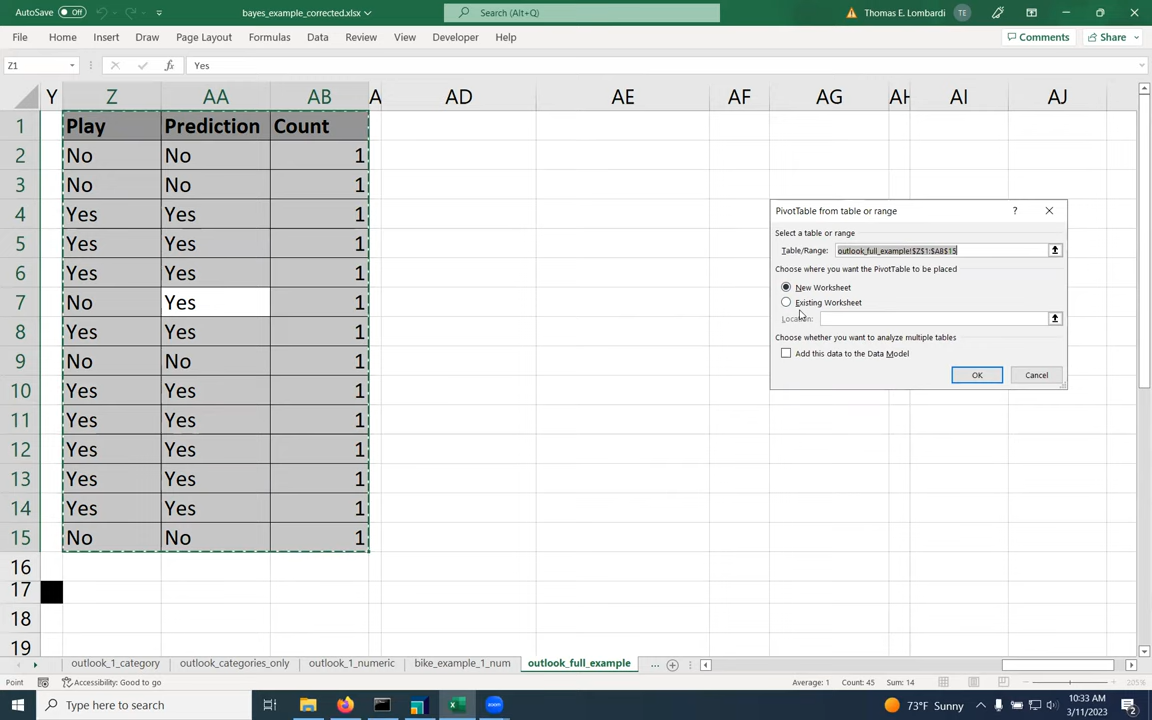 AutoSave Off bayes_example_corrected.xlsx Search (Alt+Q) Thomas E. Lombardi TE
File Home Insert Draw Page Layout Formulas Data Review View Developer Help Comments Share
Z1 fx Yes
Y Z AA AB A AD AE AF AG AH AI AJ
1 Play Prediction Count
2 No No 1
3 No No 1
4 Yes Yes 1
5 Yes Yes 1
6 Yes Yes 1
7 No Yes 1
8 Yes Yes 1
9 No No 1
10 Yes Yes 1
11 Yes Yes 1
12 Yes Yes 1
13 Yes Yes 1
14 Yes Yes 1
15 No No 1
16
17
18
19
PivotTable from table or range ?
Select a table or range
Table/Range: outlook_full_example!$Z$1:$AB$15
Choose where you want the PivotTable to be placed
New Worksheet
Existing Worksheet
Location:
Choose whether you want to analyze multiple tables
Add this data to the Data Model
OK Cancel
outlook_1_category outlook_categories_only outlook_1_numeric bike_example_1_num outlook_full_example ...
Point Accessibility: Good to go Average: 1 Count: 45 Sum: 14 205%
Type here to search zoom 73°F Sunny 10:33 AM
3/11/2023 2